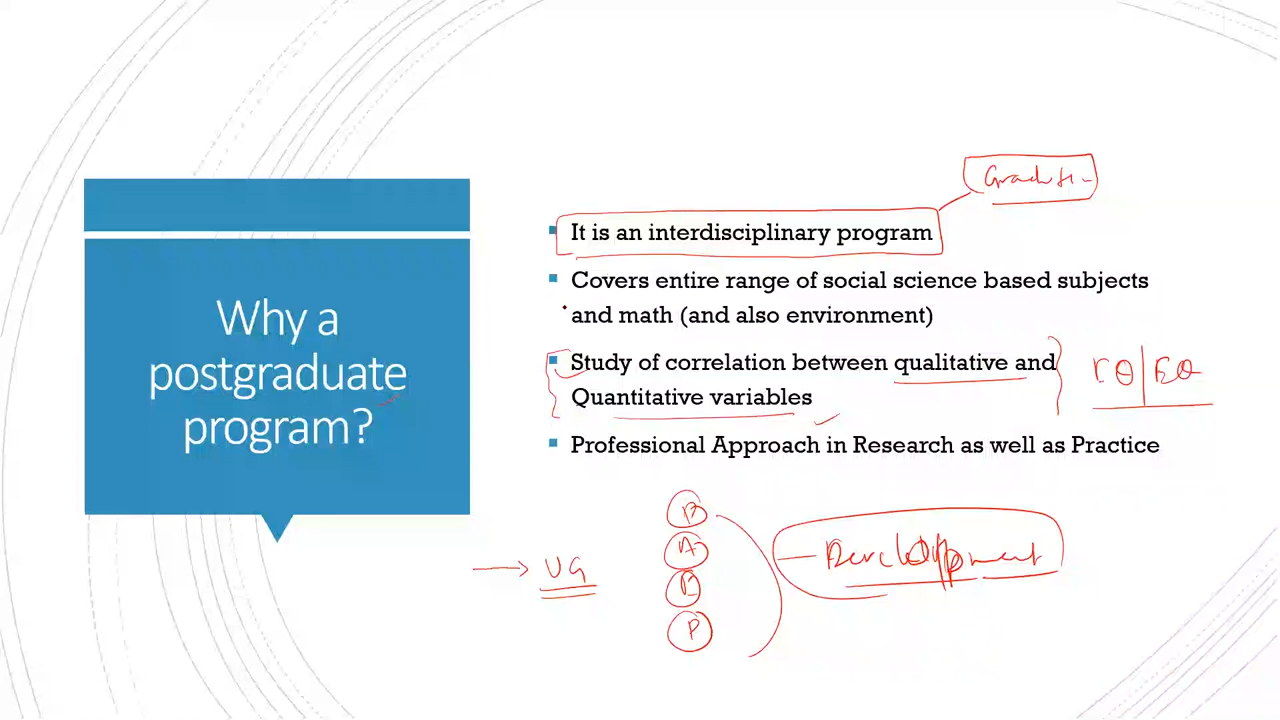 Why a
postgraduate
program?
It is an interdisciplinary program
Covers entire range of social science based subjects
and math (and also environment)
Study of correlation between qualitative and
Quantitative variables
Professional Approach in Research as well as Practice
UG
A
E
P
Development